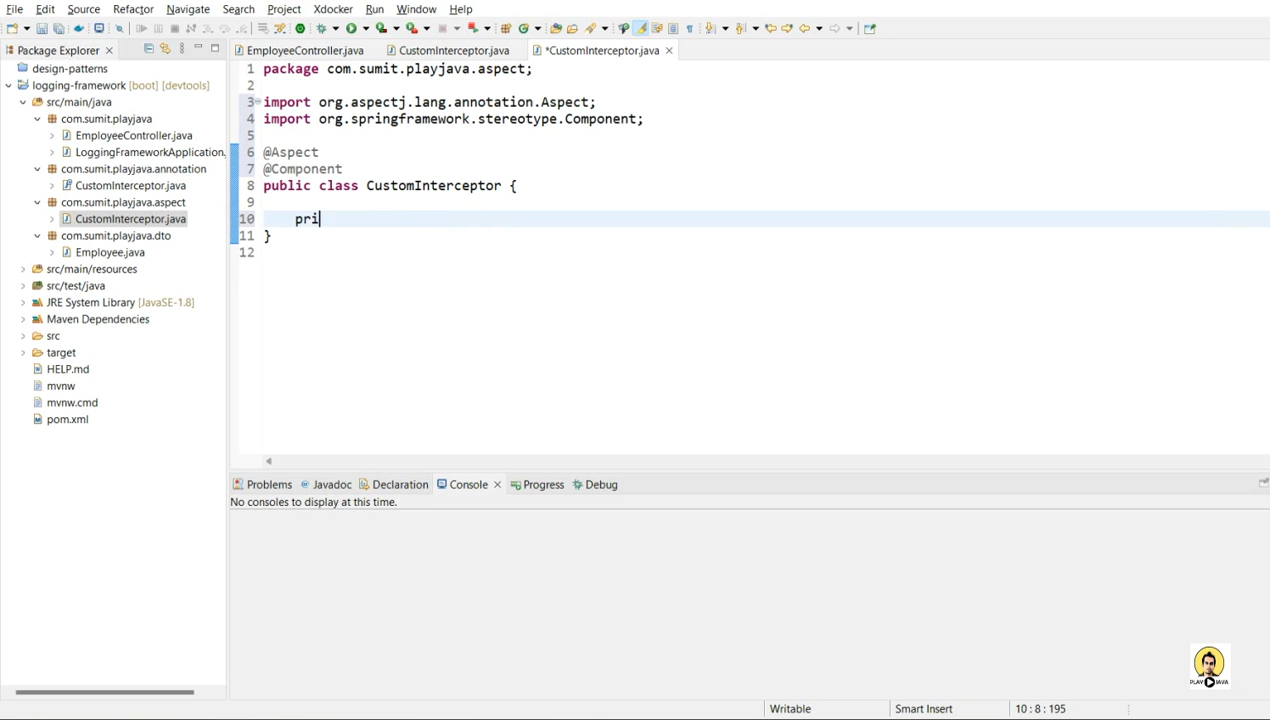 File Edit Source Refactor Navigate Search Project Xdocker Run Window Help
Package Explorer
EmployeeController.java
CustomInterceptor.java
*CustomInterceptor.java
design-patterns
logging-framework [boot] [devtools]
src/main/java
com.sumit.playjava
EmployeeController.java
LoggingFrameworkApplication.
com.sumit.playjava.annotation
CustomInterceptor.java
com.sumit.playjava.aspect
CustomInterceptor.java
com.sumit.playjava.dto
Employee.java
src/main/resources
src/test/java
JRE System Library [JavaSE-1.8]
Maven Dependencies
src
target
HELP.md
mvnw
mvnw.cmd
pom.xml
1 package com.sumit.playjava.aspect;
2
3 import org.aspectj.lang.annotation.Aspect;
4 import org.springframework.stereotype.Component;
5
6 @Aspect
7 @Component
8 public class CustomInterceptor {
9
10 pri
11 }
12
Problems Javadoc Declaration Console Progress Debug
No consoles to display at this time.
PLAY JAVA
Writable Smart Insert 10 : 8 : 195